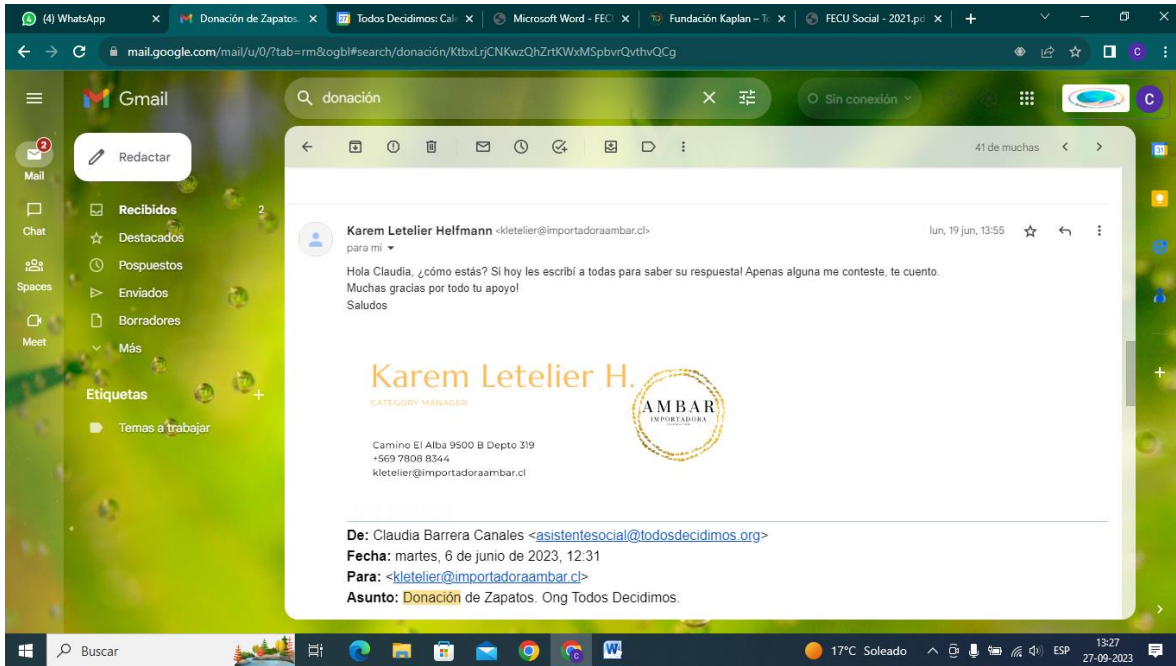 (4) WhatsApp
Donación de Zapatos.
Todos Decidimos: Cale
Microsoft Word - FECU
Fundación Kaplan – To
FECU Social - 2021.pd
mail.google.com/mail/u/0/?tab=rm&ogbl#search/donación/KtbxLrjCNKwzQhZrtKWxMSpbvrQvthvQCg
Gmail
donación
Sin conexión
C
2
Mail
Redactar
41 de muchas
Chat
Recibidos 2
Destacados
Spaces
Pospuestos
Enviados
Meet
Borradores
Más
Etiquetas
Temas a trabajar
Karem Letelier Helfmann <kletelier@importadoraambar.cl>
lun, 19 jun, 13:55
para mí
Hola Claudia, ¿cómo estás? Si hoy les escribí a todas para saber su respuesta! Apenas alguna me conteste, te cuento.
Muchas gracias por todo tu apoyo!
Saludos
Karem Letelier H.
CATEGORY MANAGER
AMBAR
IMPORTADORA
Camino El Alba 9500 B Depto 319
+569 7808 8344
kletelier@importadoraambar.cl
De: Claudia Barrera Canales <asistentesocial@todosdecidimos.org>
Fecha: martes, 6 de junio de 2023, 12:31
Para: <kletelier@importadoraambar.cl>
Asunto: Donación de Zapatos. Ong Todos Decidimos.
Buscar
17°C Soleado
ESP
13:27
27-09-2023